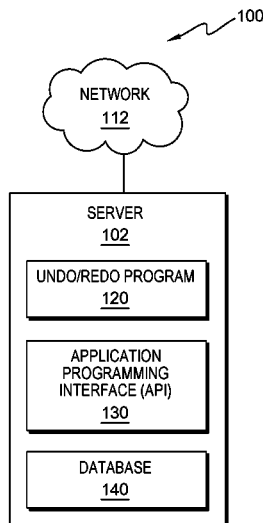 100
NETWORK
112
SERVER
102
UNDO/REDO PROGRAM
120
APPLICATION
PROGRAMMING
INTERFACE (API)
130
DATABASE
140